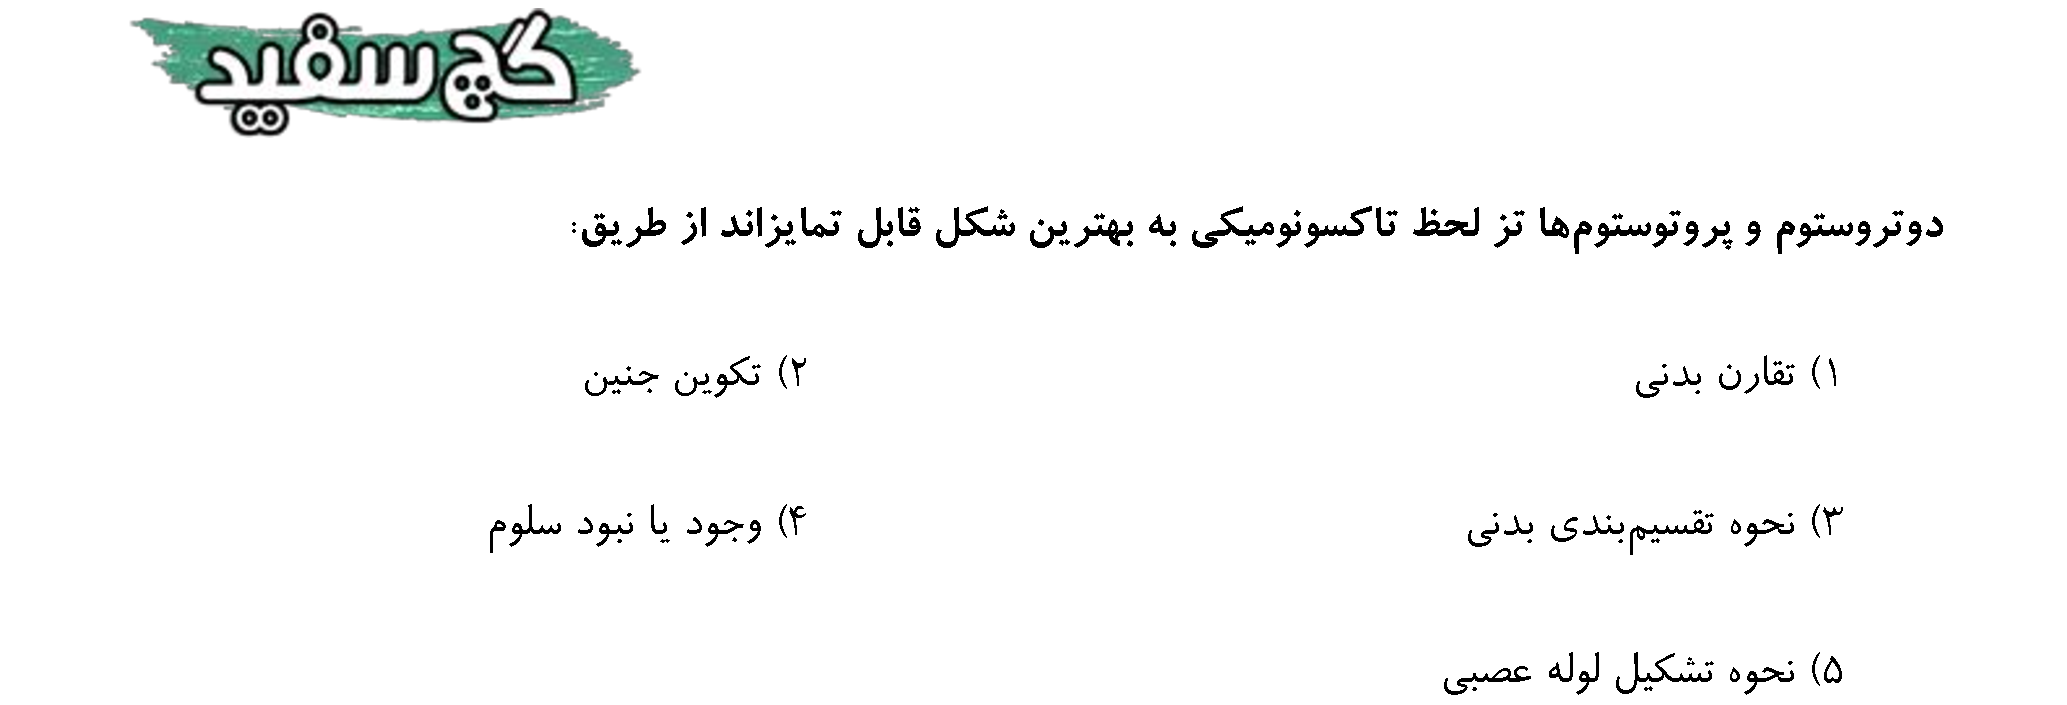 گچ سفید
دوتروستوم و پروتوستوم‌ها تز لحظ تاکسونومیکی به بهترین شکل قابل تمایزاند از طریق:
۱) تقارن بدنی
۲) تکوین جنین
۳) نحوه تقسیم‌بندی بدنی
۴) وجود یا نبود سلوم
۵) نحوه تشکیل لوله عصبی